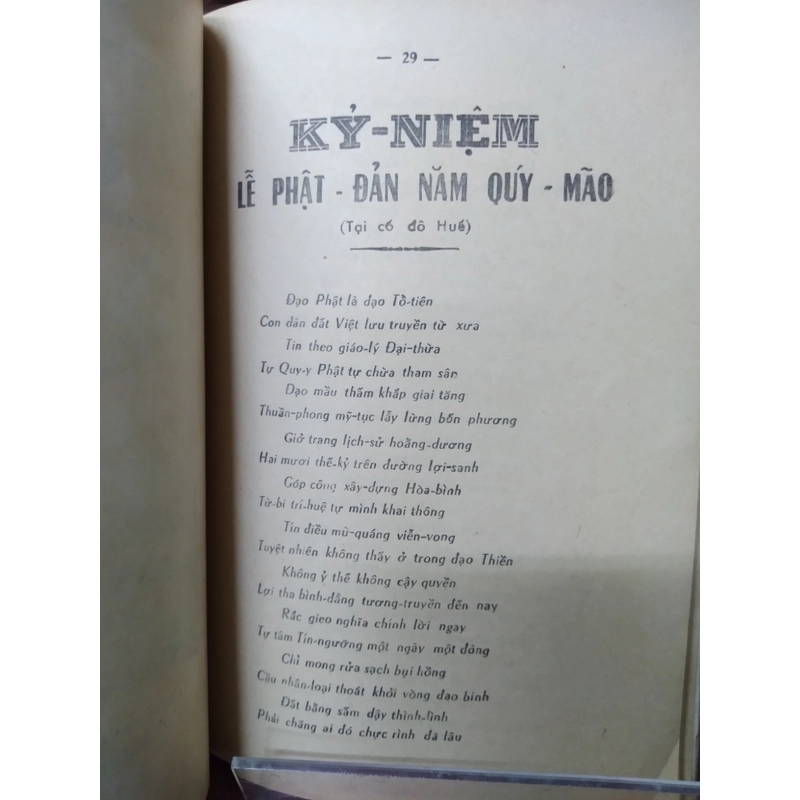 — 29 —
KỶ-NIỆM
LỄ PHẬT - ĐẢN NĂM QUÝ - MÃO
(Tại cố đô Huế)
Đạo Phật là đạo Tổ-tiên
Con dân đất Việt lưu truyền từ xưa
Tin theo giáo-lý Đại-thừa
Tự Quy-y Phật tự chừa tham sân
Đạo mầu thấm khắp giai tăng
Thuần-phong mỹ-tục lẫy lừng bốn phương
Giở trang lịch-sử hoằng-dương
Hai mươi thế-kỷ trên đường lợi-sanh
Góp công xây-dựng Hòa-bình
Từ-bi trí-huệ tự mình khai thông
Tín điều mù-quáng viễn-vong
Tuyệt nhiên không thấy ở trong đạo Thiền
Không ỷ thế không cậy quyền
Lợi tha bình-đẳng tương-truyền đến nay
Rắc gieo nghĩa chính lời ngay
Tự tâm Tín-ngưỡng một ngày một đông
Chỉ mong rửa sạch bụi hồng
Cầu nhân-loại thoát khỏi vòng đao binh
Đất bằng sấm dậy thình-lình
Phải chăng ai đó chực rình đã lâu